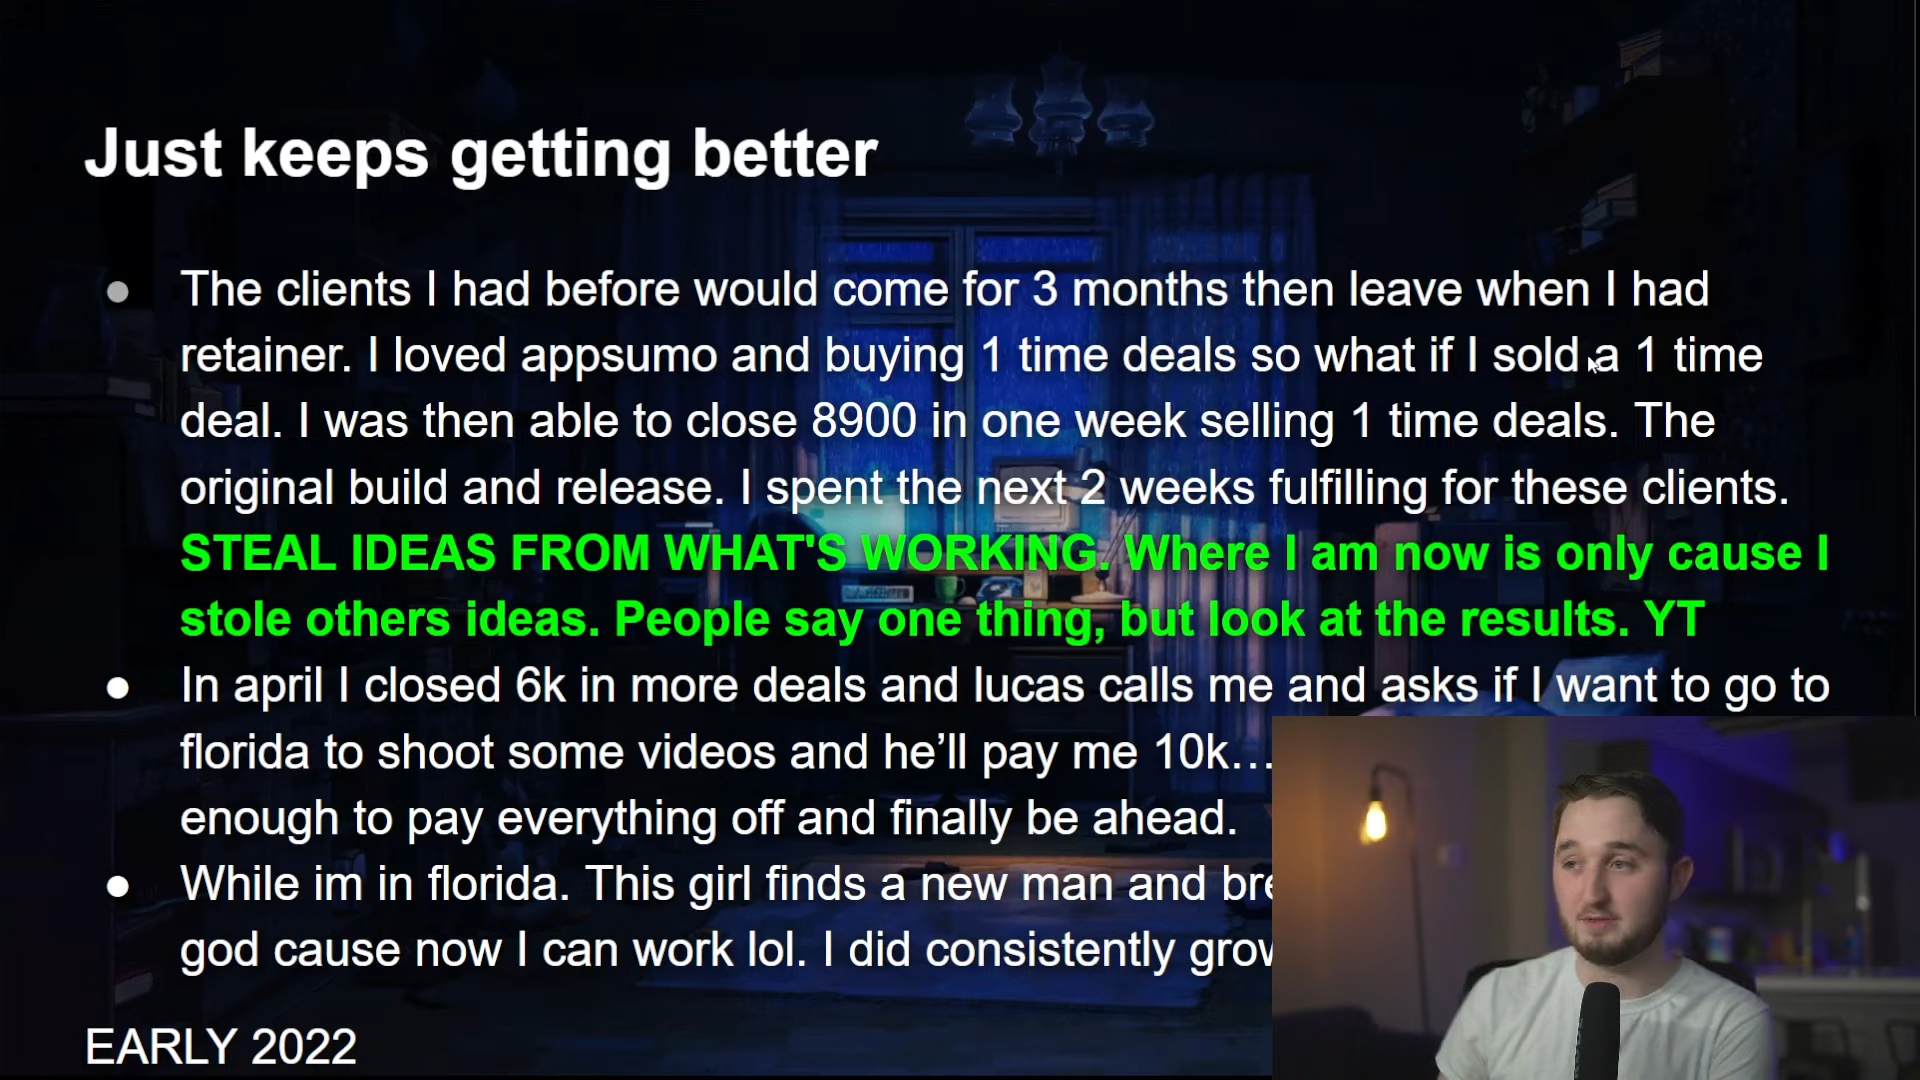 Just keeps getting better
The clients I had before would come for 3 months then leave when I had
retainer. I loved appsumo and buying 1 time deals so what if I sold a 1 time
deal. I was then able to close 8900 in one week selling 1 time deals. The
original build and release. I spent the next 2 weeks fulfilling for these clients.
STEAL IDEAS FROM WHAT'S WORKING. Where I am now is only cause I
stole others ideas. People say one thing, but look at the results. YT
In april I closed 6k in more deals and lucas calls me and asks if I want to go to
florida to shoot some videos and he’ll pay me 10k…
enough to pay everything off and finally be ahead.
While im in florida. This girl finds a new man and
god cause now I can work lol. I did consistently
EARLY 2022